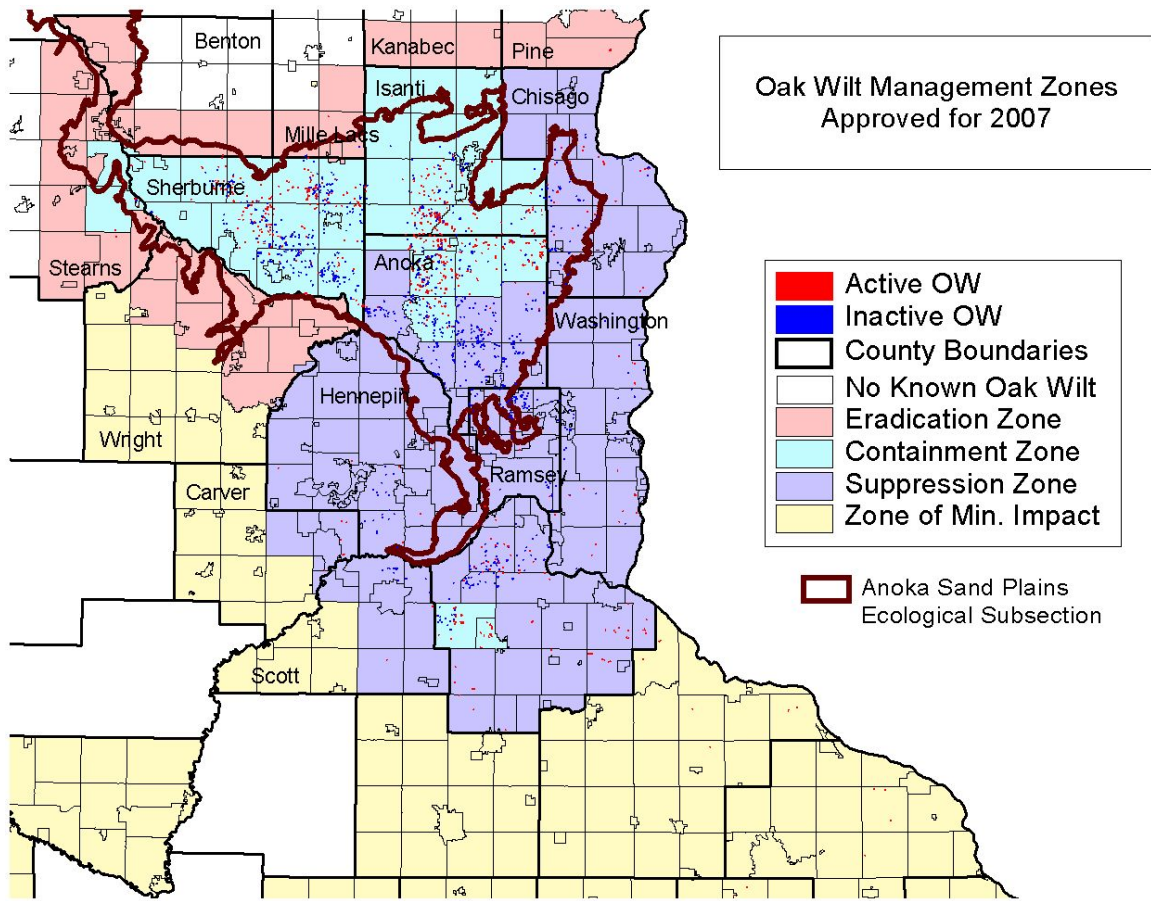 Benton
Kanabec
Pine
Isanti
Chisago
Mille Lacs
Sherburne
Stearns
Anoka
Washington
Hennepin
Wright
Ramsey
Carver
Scott
Oak Wilt Management Zones
Approved for 2007
Active OW
Inactive OW
County Boundaries
No Known Oak Wilt
Eradication Zone
Containment Zone
Suppression Zone
Zone of Min. Impact
Anoka Sand Plains
Ecological Subsection